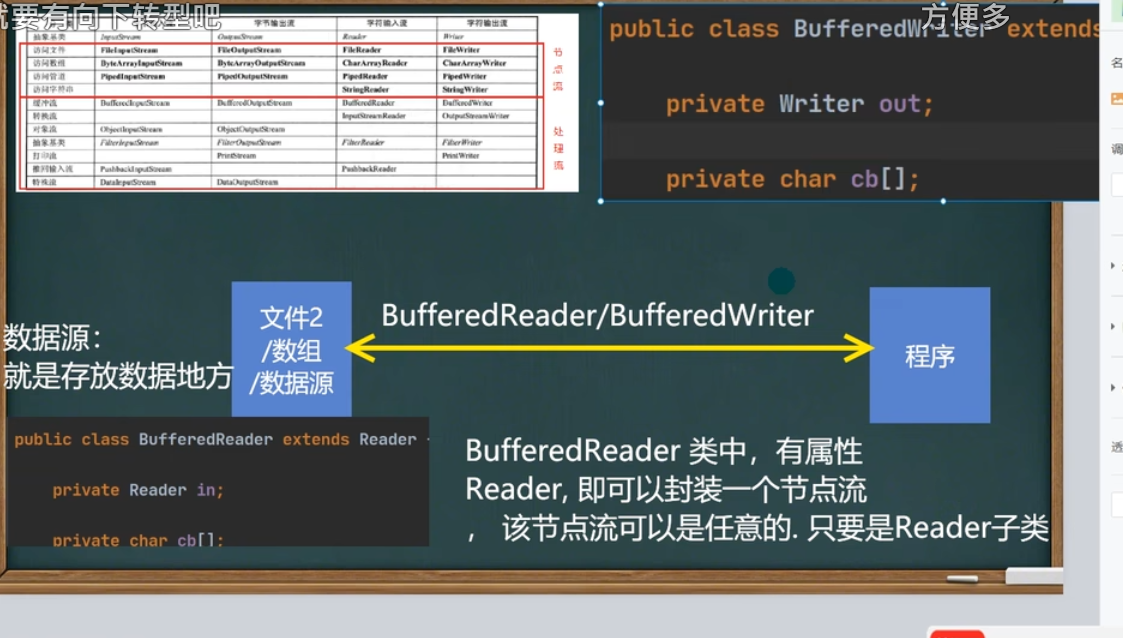 就要有向下转型吧
方便多
字节输出流 字符输入流 字符输出流
抽象基类 InputStream OutputStream Reader Writer
访问文件 FileInputStream FileOutputStream FileReader FileWriter
访问数组 ByteArrayInputStream ByteArrayOutputStream CharArrayReader CharArrayWriter
访问管道 PipedInputStream PipedOutputStream PipedReader PipedWriter
访问字符串 StringReader StringWriter
缓冲流 BufferedInputStream BufferedOutputStream BufferedReader BufferedWriter
转换流 InputStreamReader OutputStreamWriter
对象流 ObjectInputStream ObjectOutputStream
抽象基类 FilterInputStream FilterOutputStream FilterReader FilterWriter
打印流 PrintStream PrintWriter
推回输入流 PushbackInputStream PushbackReader
特殊流 DataInputStream DataOutputStream
节点流
处理流
public class BufferedWriter extends
private Writer out;
private char cb[];
数据源：
就是存放数据地方
文件2
/数组
/数据源
BufferedReader/BufferedWriter
程序
public class BufferedReader extends Reader
private Reader in;
private char cb[];
BufferedReader 类中，有属性
Reader, 即可以封装一个节点流
， 该节点流可以是任意的. 只要是Reader子类